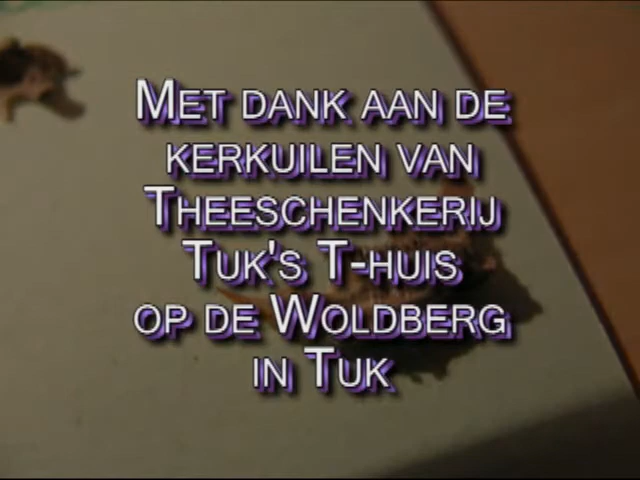 Met dank aan de
kerkuilen van
Theeschenkerij
Tuk's T-huis
op de Woldberg
in Tuk